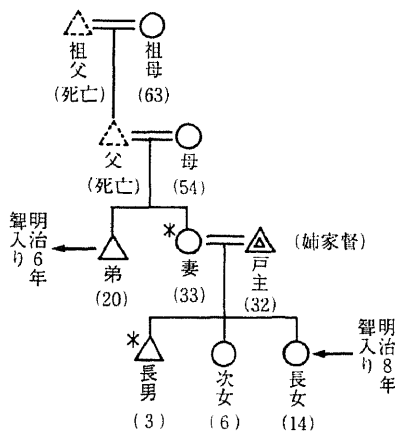 祖父
(死亡)
祖母
(63)
父
(死亡)
母
(54)
明治6年
聟入り
弟
(20)
*
妻
(33)
戸主
(32)
(姉家督)
*
長男
(3)
次女
(6)
長女
(14)
明治8年
聟入り